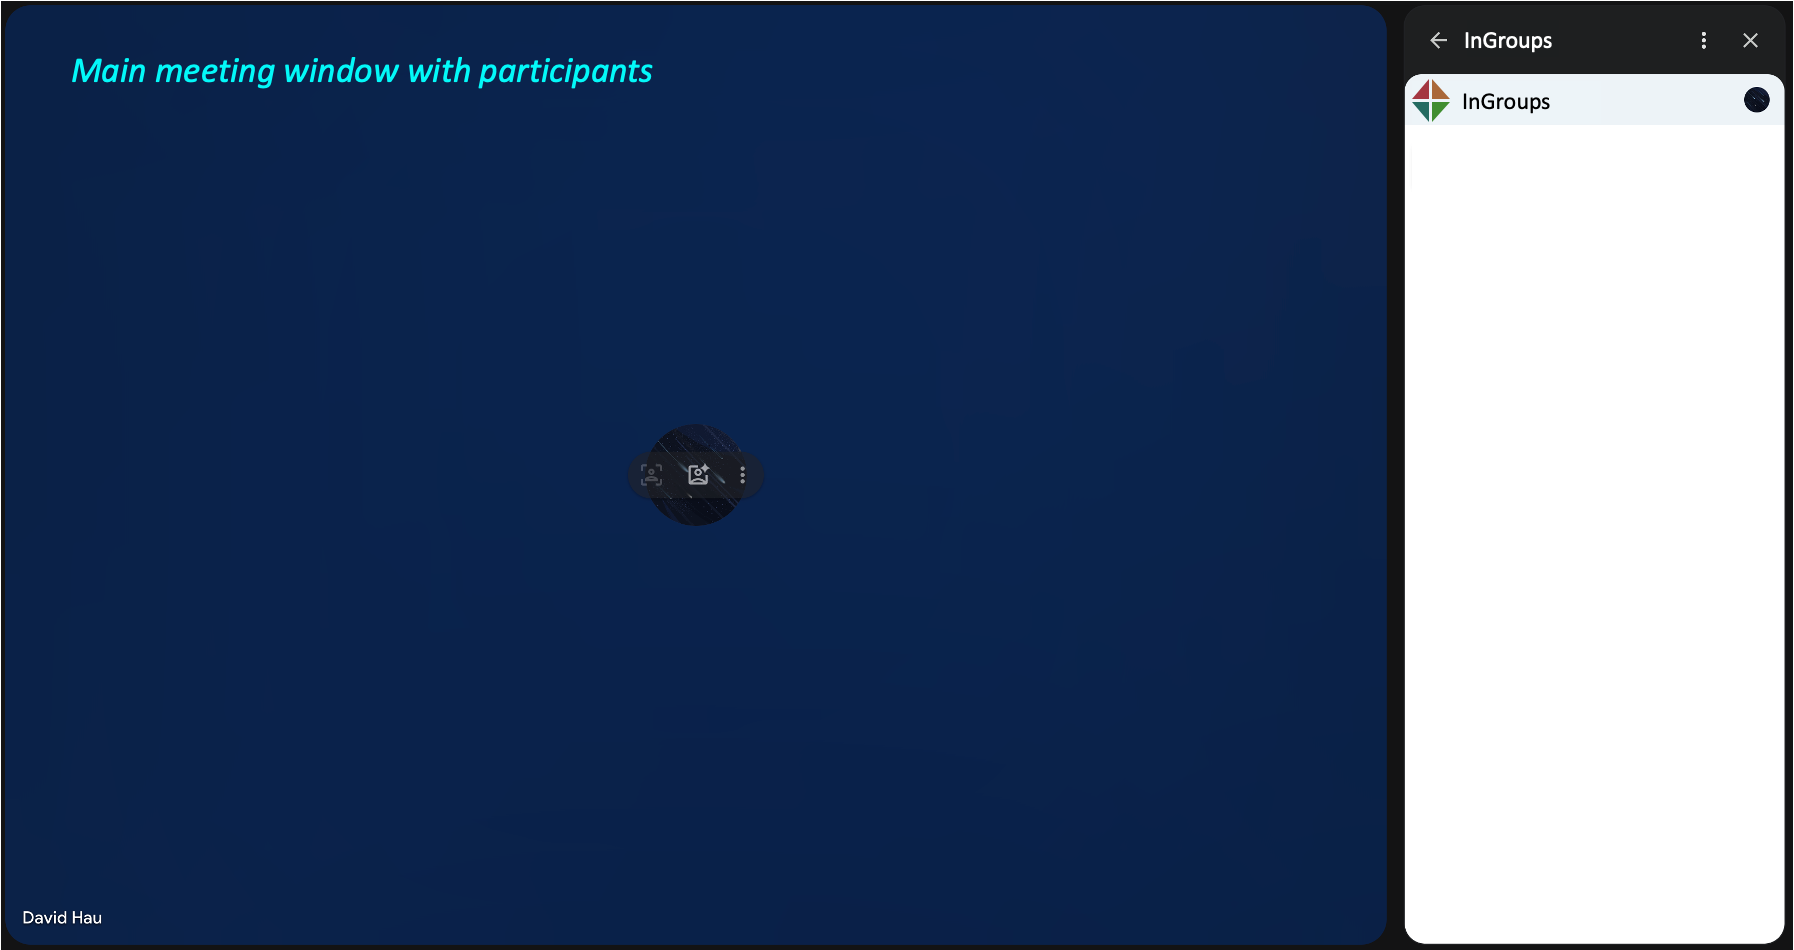 Main meeting window with participants
InGroups
InGroups
David Hau